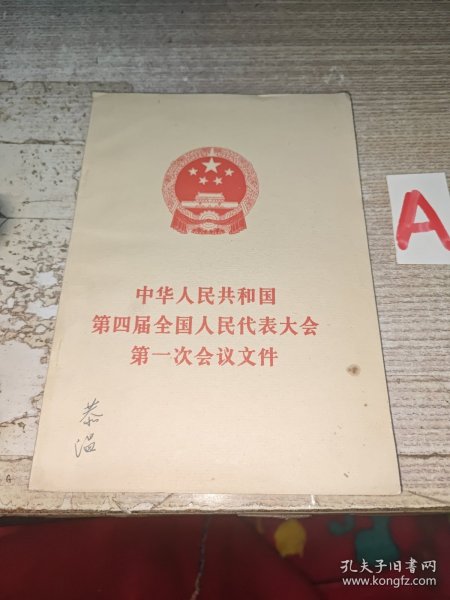 中华人民共和国
第四届全国人民代表大会
第一次会议文件
A
孔夫子旧书网
www.kongfz.com